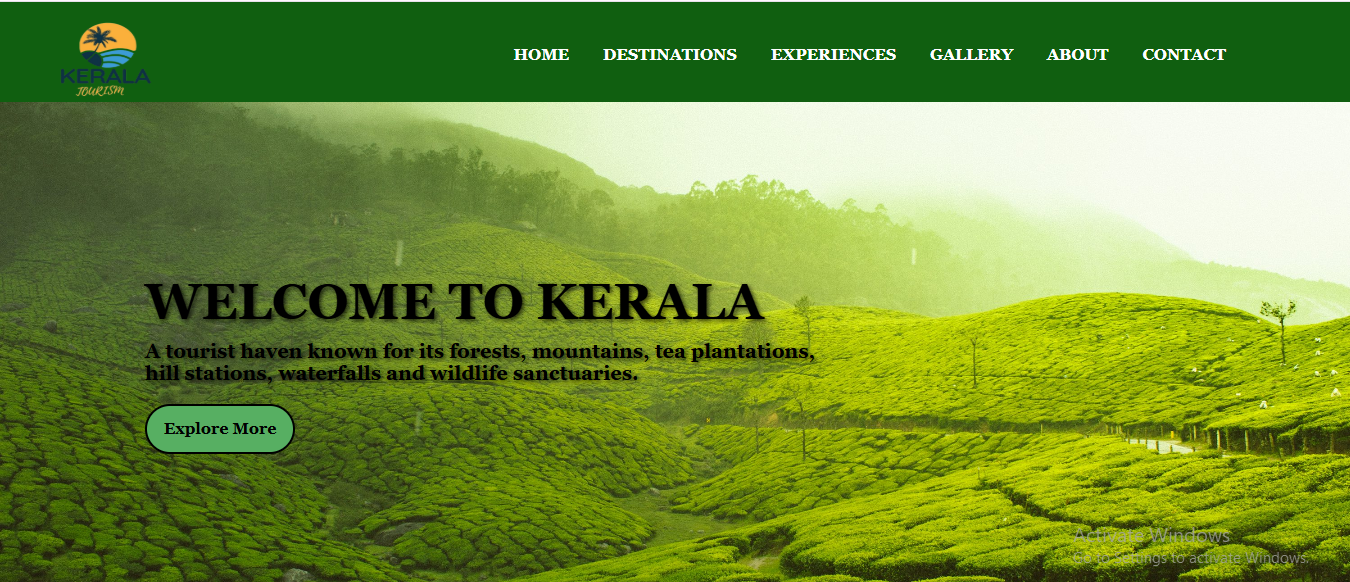 KERALA
TOURISM
HOME DESTINATIONS EXPERIENCES GALLERY ABOUT CONTACT
WELCOME TO KERALA
A tourist haven known for its forests, mountains, tea plantations,
hill stations, waterfalls and wildlife sanctuaries.
Explore More
Activate Windows
Go to Settings to activate Windows.